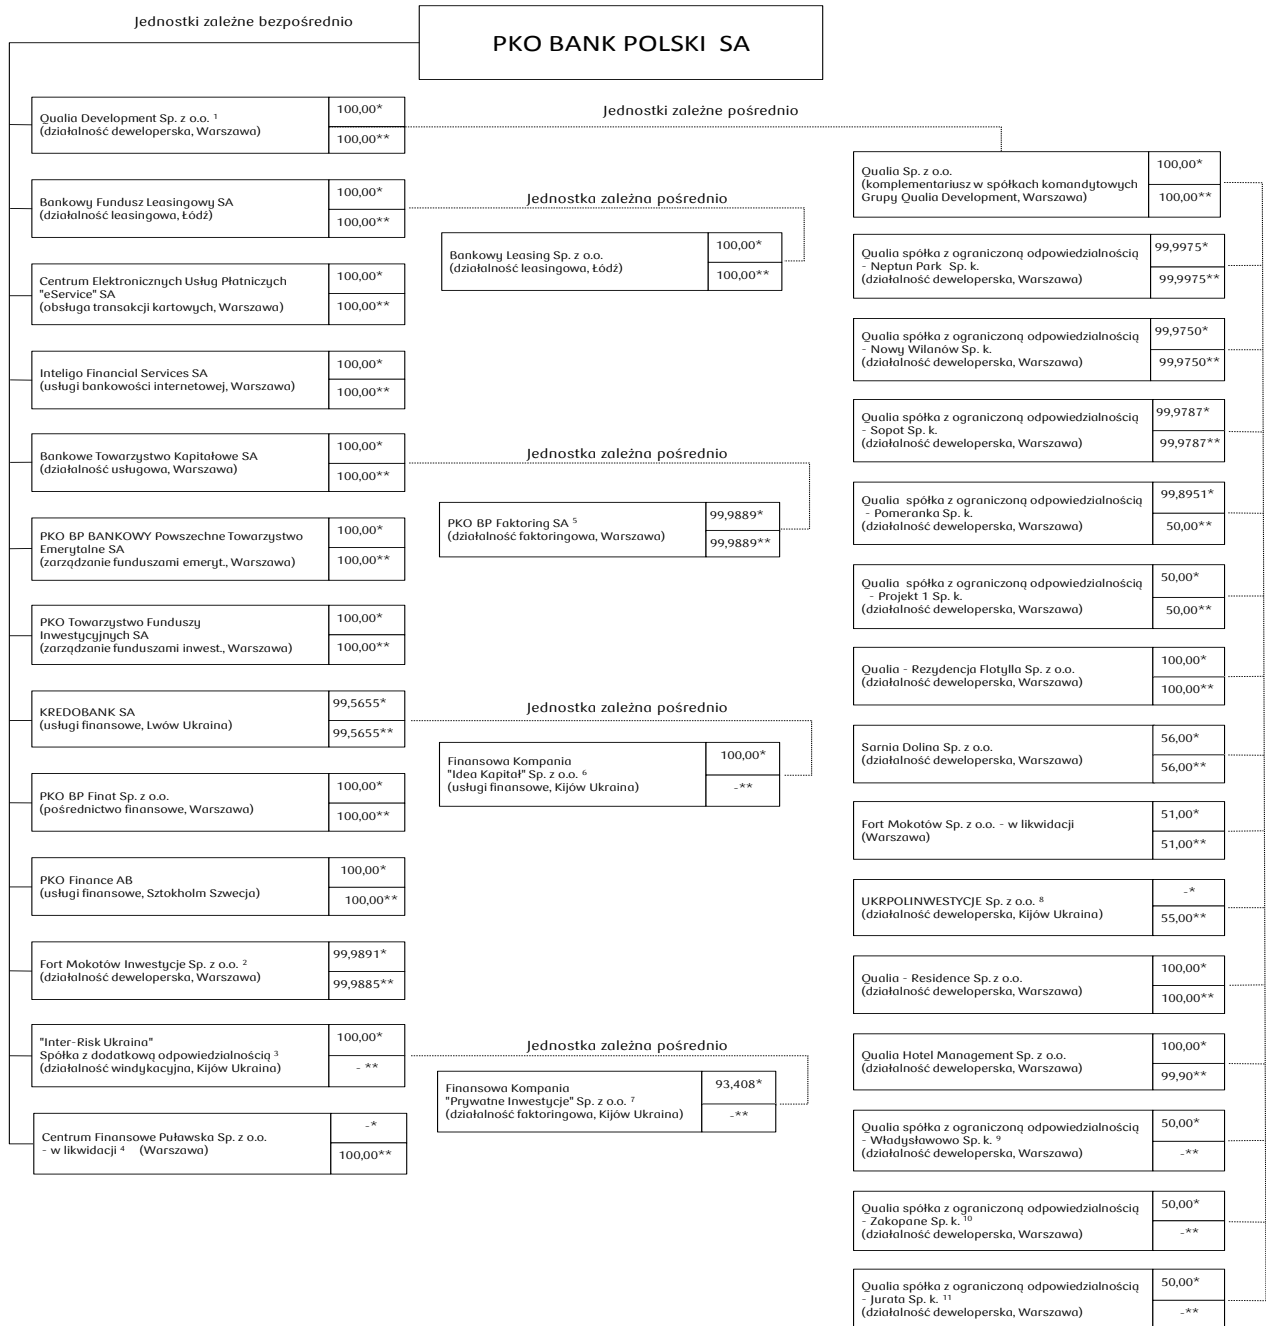 Jednostki zależne bezpośrednio
PKO BANK POLSKI SA
Qualia Development Sp. z o.o. ¹
(działalność deweloperska, Warszawa)
100,00*
100,00**
Bankowy Fundusz Leasingowy SA
(działalność leasingowa, Łódź)
100,00*
100,00**
Centrum Elektronicznych Usług Płatniczych
"eService" SA
(obsługa transakcji kartowych, Warszawa)
100,00*
100,00**
Inteligo Financial Services SA
(usługi bankowości internetowej, Warszawa)
100,00*
100,00**
Bankowe Towarzystwo Kapitałowe SA
(działalność usługowa, Warszawa)
100,00*
100,00**
PKO BP BANKOWY Powszechne Towarzystwo
Emerytalne SA
(zarządzanie funduszami emeryt., Warszawa)
100,00*
100,00**
PKO Towarzystwo Funduszy
Inwestycyjnych SA
(zarządzanie funduszami inwest., Warszawa)
100,00*
100,00**
KREDOBANK SA
(usługi finansowe, Lwów Ukraina)
99,5655*
99,5655**
PKO BP Finat Sp. z o.o.
(pośrednictwo finansowe, Warszawa)
100,00*
100,00**
PKO Finance AB
(usługi finansowe, Sztokholm Szwecja)
100,00*
100,00**
Fort Mokotów Inwestycje Sp. z o.o. ²
(działalność deweloperska, Warszawa)
99,9891*
99,9885**
"Inter-Risk Ukraina"
Spółka z dodatkową odpowiedzialnością ³
(działalność windykacyjna, Kijów Ukraina)
100,00*
- **
Centrum Finansowe Puławska Sp. z o.o.
- w likwidacji ⁴ (Warszawa)
-*
100,00**
Jednostka zależna pośrednio
Bankowy Leasing Sp. z o.o.
(działalność leasingowa, Łódź)
100,00*
100,00**
Jednostka zależna pośrednio
PKO BP Faktoring SA ⁵
(działalność faktoringowa, Warszawa)
99,9889*
99,9889**
Jednostka zależna pośrednio
Finansowa Kompania
"Idea Kapitał" Sp. z o.o. ⁶
(usługi finansowe, Kijów Ukraina)
100,00*
-**
Jednostka zależna pośrednio
Finansowa Kompania
"Prywatne Inwestycje" Sp. z o.o. ⁷
(działalność faktoringowa, Kijów Ukraina)
93,408*
-**
Jednostki zależne pośrednio
Qualia Sp. z o.o.
(komplementariusz w spółkach komandytowych
Grupy Qualia Development, Warszawa)
100,00*
100,00**
Qualia spółka z ograniczoną odpowiedzialnością
- Neptun Park Sp. k.
(działalność deweloperska, Warszawa)
99,9975*
99,9975**
Qualia spółka z ograniczoną odpowiedzialnością
- Nowy Wilanów Sp. k.
(działalność deweloperska, Warszawa)
99,9750*
99,9750**
Qualia spółka z ograniczoną odpowiedzialnością
- Sopot Sp. k.
(działalność deweloperska, Warszawa)
99,9787*
99,9787**
Qualia spółka z ograniczoną odpowiedzialnością
- Pomeranka Sp. k.
(działalność deweloperska, Warszawa)
99,8951*
50,00**
Qualia spółka z ograniczoną odpowiedzialnością
- Projekt 1 Sp. k.
(działalność deweloperska, Warszawa)
50,00*
50,00**
Qualia - Rezydencja Flotylla Sp. z o.o.
(działalność deweloperska, Warszawa)
100,00*
100,00**
Sarnia Dolina Sp. z o.o.
(działalność deweloperska, Warszawa)
56,00*
56,00**
Fort Mokotów Sp. z o.o. - w likwidacji
(Warszawa)
51,00*
51,00**
UKRPOLINWESTYCJE Sp. z o.o. ⁸
(działalność deweloperska, Kijów Ukraina)
-*
55,00**
Qualia - Residence Sp. z o.o.
(działalność deweloperska, Warszawa)
100,00*
100,00**
Qualia Hotel Management Sp. z o.o.
(działalność deweloperska, Warszawa)
100,00*
99,90**
Qualia spółka z ograniczoną odpowiedzialnością
- Władysławowo Sp. k. ⁹
(działalność deweloperska, Warszawa)
50,00*
-**
Qualia spółka z ograniczoną odpowiedzialnością
- Zakopane Sp. k. ¹⁰
(działalność deweloperska, Warszawa)
50,00*
-**
Qualia spółka z ograniczoną odpowiedzialnością
- Jurata Sp. k. ¹¹
(działalność deweloperska, Warszawa)
50,00*
-**